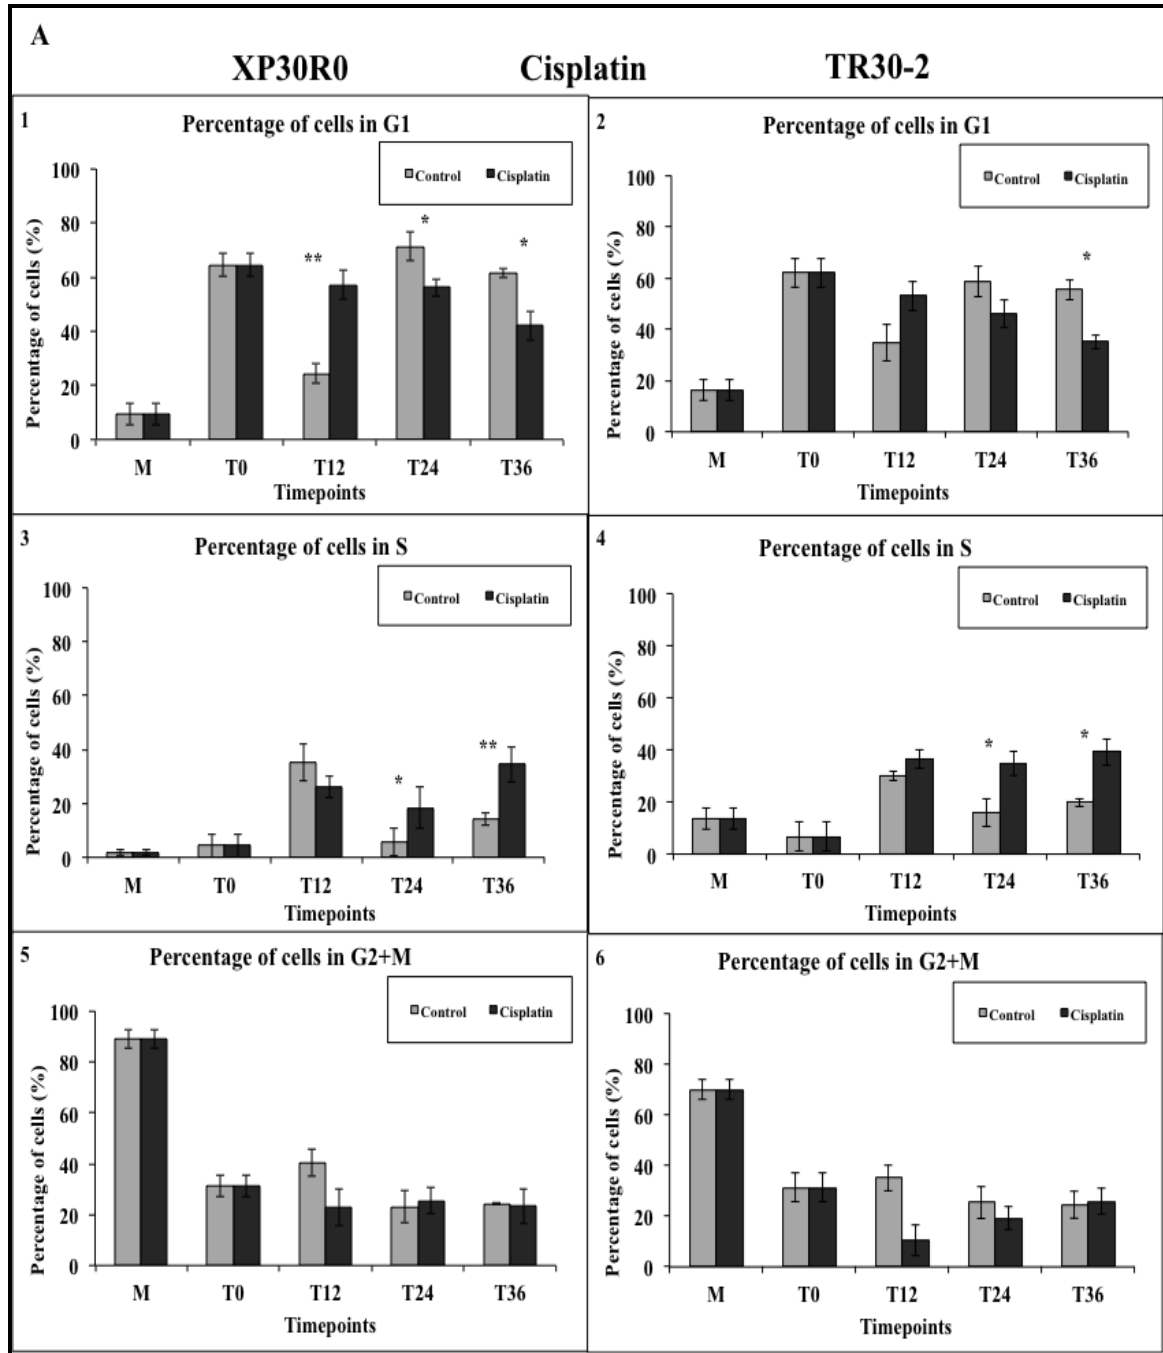 A
XP30R0 Cisplatin TR30-2
1
Percentage of cells in G1
Control Cisplatin
Percentage of cells (%)
100
80
60
40
20
0
** * *
M T0 T12 T24 T36
Timepoints
2
Percentage of cells in G1
Control Cisplatin
Percentage of cells (%)
100
80
60
40
20
0
*
M T0 T12 T24 T36
Timepoints
3
Percentage of cells in S
Control Cisplatin
Percentage of cells (%)
100
80
60
40
20
0
* **
M T0 T12 T24 T36
Timepoints
4
Percentage of cells in S
Control Cisplatin
Percentage of cells (%)
100
80
60
40
20
0
* *
M T0 T12 T24 T36
Timepoints
5
Percentage of cells in G2+M
Control Cisplatin
Percentage of cells (%)
100
80
60
40
20
0
M T0 T12 T24 T36
Timepoints
6
Percentage of cells in G2+M
Control Cisplatin
Percentage of cells (%)
100
80
60
40
20
0
M T0 T12 T24 T36
Timepoints